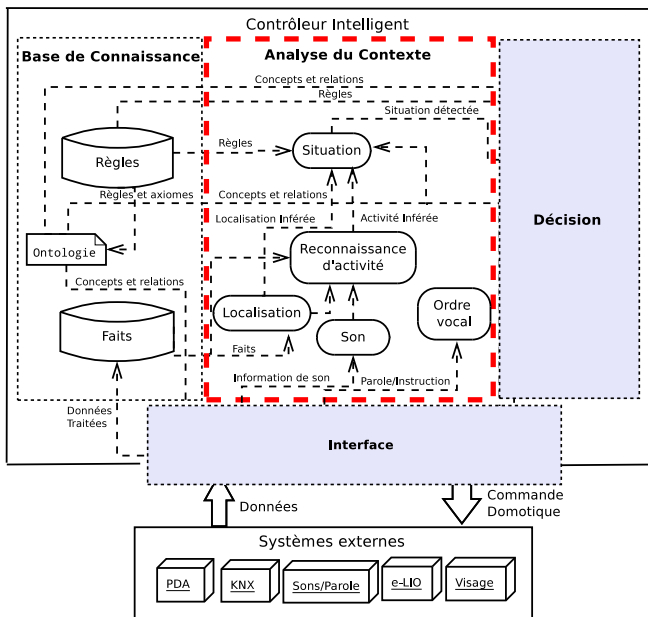 Contrôleur Intelligent
Base de Connaissance
Analyse du Contexte
Concepts et relations
Règles
Situation détectée
Règles
Règles
Situation
Règles et axiomes
Concepts et relations
Localisation Inférée
Activité Inférée
Décision
Ontologie
Reconnaissance
d'activité
Concepts et relations
Localisation
Ordre
vocal
Faits
Son
Faits
Information de son
Parole/Instruction
Données
Traitées
Interface
Données
Commande
Domotique
Systèmes externes
PDA
KNX
Sons/Parole
e-LIO
Visage